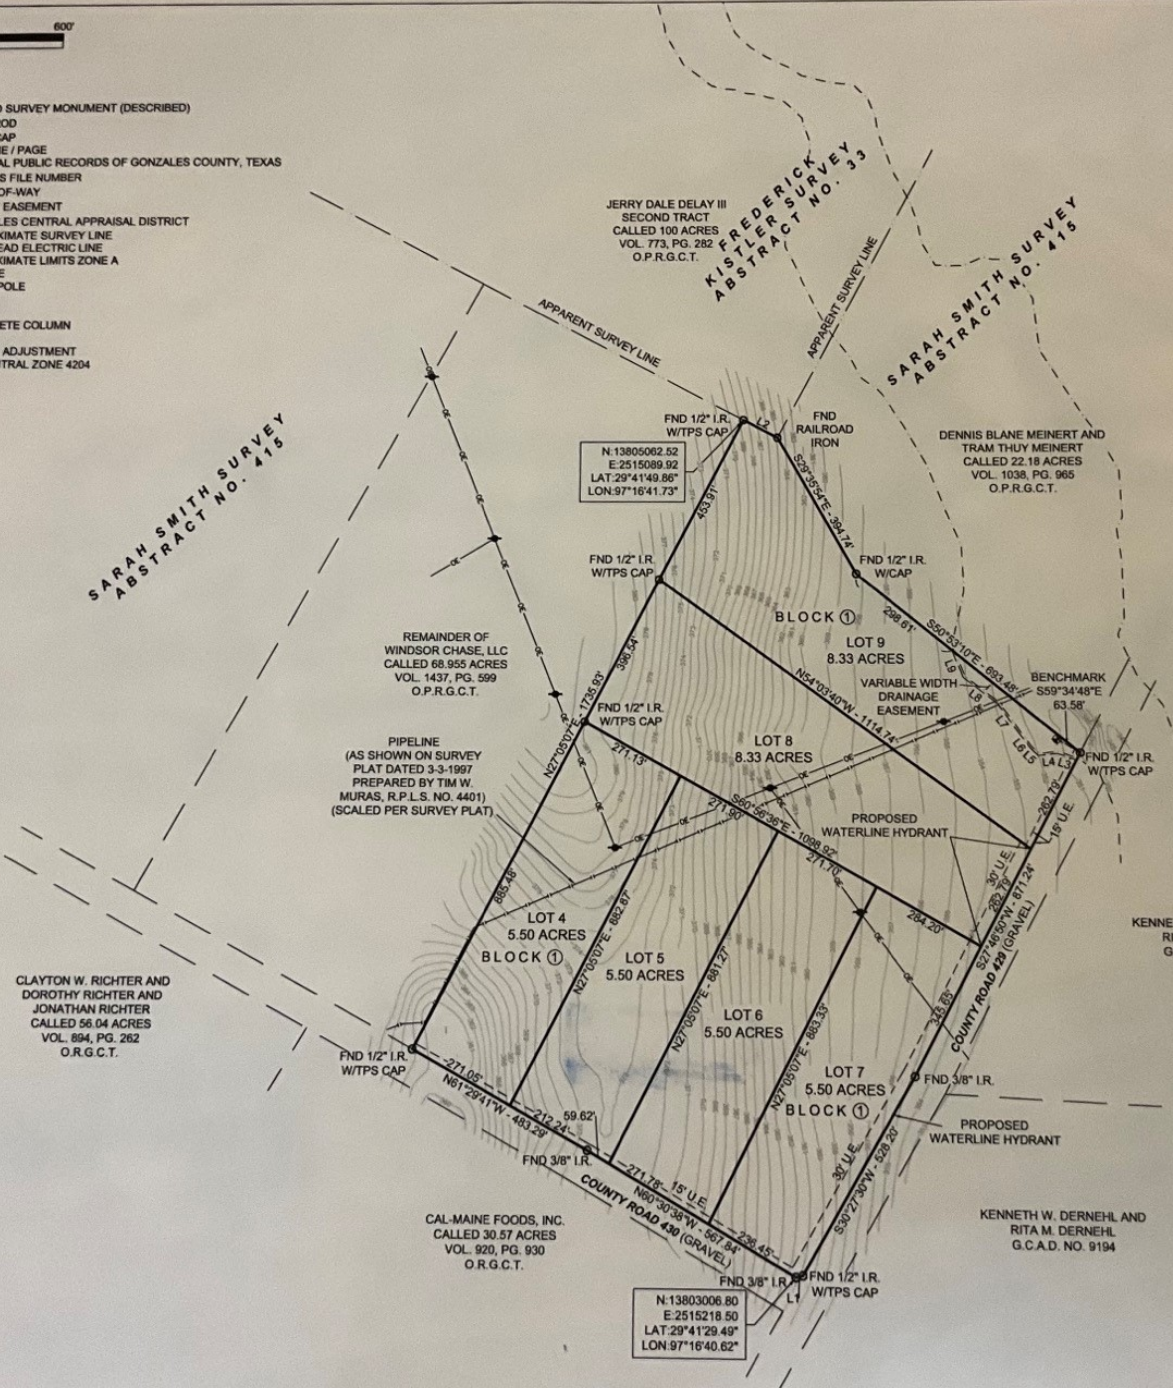 600'
SURVEY MONUMENT (DESCRIBED)
OD
CAP
E / PAGE
AL PUBLIC RECORDS OF GONZALES COUNTY, TEXAS
S FILE NUMBER
OF-WAY
EASEMENT
LES CENTRAL APPRAISAL DISTRICT
XIMATE SURVEY LINE
EAD ELECTRIC LINE
XIMATE LIMITS ZONE A
E
POLE
ETE COLUMN
ADJUSTMENT
TRAL ZONE 4204
JERRY DALE DELAY III
SECOND TRACT
CALLED 100 ACRES
VOL. 773, PG. 282
O.P.R.G.C.T.
FREDERICK
KISTLER SURVEY
ABSTRACT NO. 33
SARAH SMITH SURVEY
ABSTRACT NO. 415
APPARENT SURVEY LINE
APPARENT SURVEY LINE
SARAH SMITH SURVEY
ABSTRACT NO. 415
FND 1/2" I.R.
W/TPS CAP
L2
FND
RAILROAD
IRON
N:13805062.52
E:2515089.92
LAT:29°41'49.86"
LON:97°16'41.73"
DENNIS BLANE MEINERT AND
TRAM THUY MEINERT
CALLED 22.18 ACRES
VOL. 1038, PG. 965
O.P.R.G.C.T.
453.91'
S29°35'54"E - 394.74'
FND 1/2" I.R.
W/TPS CAP
FND 1/2" I.R.
W/CAP
BLOCK 1
LOT 9
8.33 ACRES
298.61'
S50°53'10"E - 693.48'
REMAINDER OF
WINDSOR CHASE, LLC
CALLED 68.955 ACRES
VOL. 1437, PG. 599
O.P.R.G.C.T.
396.54'
N54°03'40"W - 1114.74'
VARIABLE WIDTH
DRAINAGE
EASEMENT
L9
L8
L7
L6
L5
L4
L3
BENCHMARK
S59°34'48"E
63.58'
FND 1/2" I.R.
W/TPS CAP
N27°05'07"E - 1735.93'
FND 1/2" I.R.
W/TPS CAP
PIPELINE
(AS SHOWN ON SURVEY
PLAT DATED 3-3-1997
PREPARED BY TIM W.
MURAS, R.P.L.S. NO. 4401)
(SCALED PER SURVEY PLAT)
271.13'
LOT 8
8.33 ACRES
S60°56'36"E - 1098.92'
271.90'
271.70'
284.20'
PROPOSED
WATERLINE HYDRANT
262.79'
15' U.E.
30' U.E.
262.79'
S27°46'50"W - 871.24'
COUNTY ROAD 429 (GRAVEL)
345.65'
885.48'
LOT 4
5.50 ACRES
BLOCK 1
N27°05'07"E - 882.87'
LOT 5
5.50 ACRES
N27°05'07"E - 881.27'
LOT 6
5.50 ACRES
N27°05'07"E - 883.33'
LOT 7
5.50 ACRES
BLOCK 1
KENNE
RI
G
CLAYTON W. RICHTER AND
DOROTHY RICHTER AND
JONATHAN RICHTER
CALLED 56.04 ACRES
VOL. 894, PG. 262
O.R.G.C.T.
FND 1/2" I.R.
W/TPS CAP
271.05'
N61°29'41"W - 483.29'
212.24'
59.62'
FND 3/8" I.R.
271.78'
15' U.E.
N60°30'38"W - 567.84'
236.45'
COUNTY ROAD 430 (GRAVEL)
FND 3/8" I.R.
PROPOSED
WATERLINE HYDRANT
30' U.E.
S30°27'30"W - 528.20'
CAL-MAINE FOODS, INC.
CALLED 30.57 ACRES
VOL. 920, PG. 930
O.R.G.C.T.
KENNETH W. DERNEHL AND
RITA M. DERNEHL
G.C.A.D. NO. 9194
FND 3/8" I.R.
FND 1/2" I.R.
W/TPS CAP
L1
N:13803006.80
E:2515218.50
LAT:29°41'29.49"
LON:97°16'40.62"